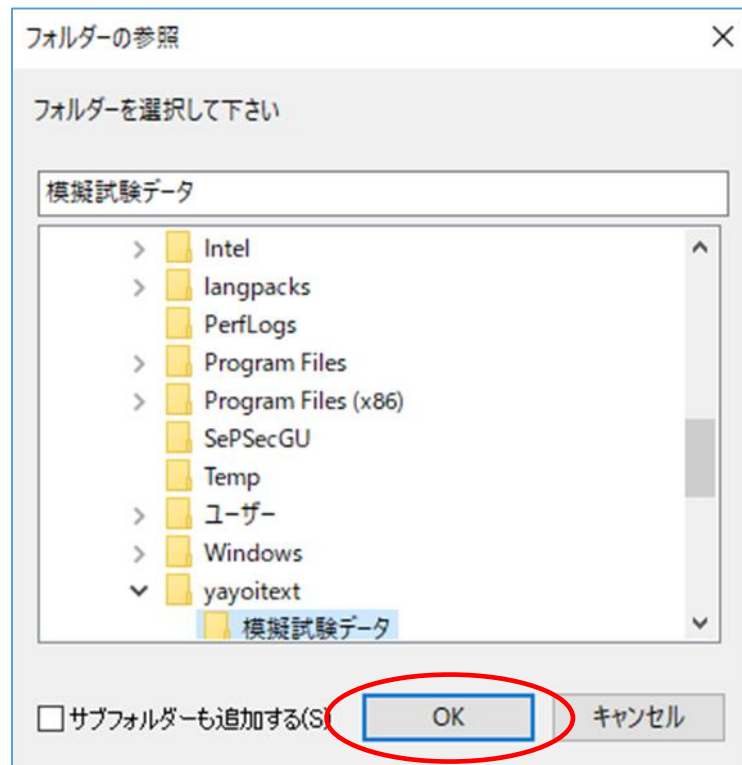 フォルダーの参照
フォルダーを選択して下さい
模擬試験データ
Intel
langpacks
PerfLogs
Program Files
Program Files (x86)
SePSecGU
Temp
ユーザー
Windows
yayoitext
模擬試験データ
サブフォルダーも追加する(S) OK キャンセル